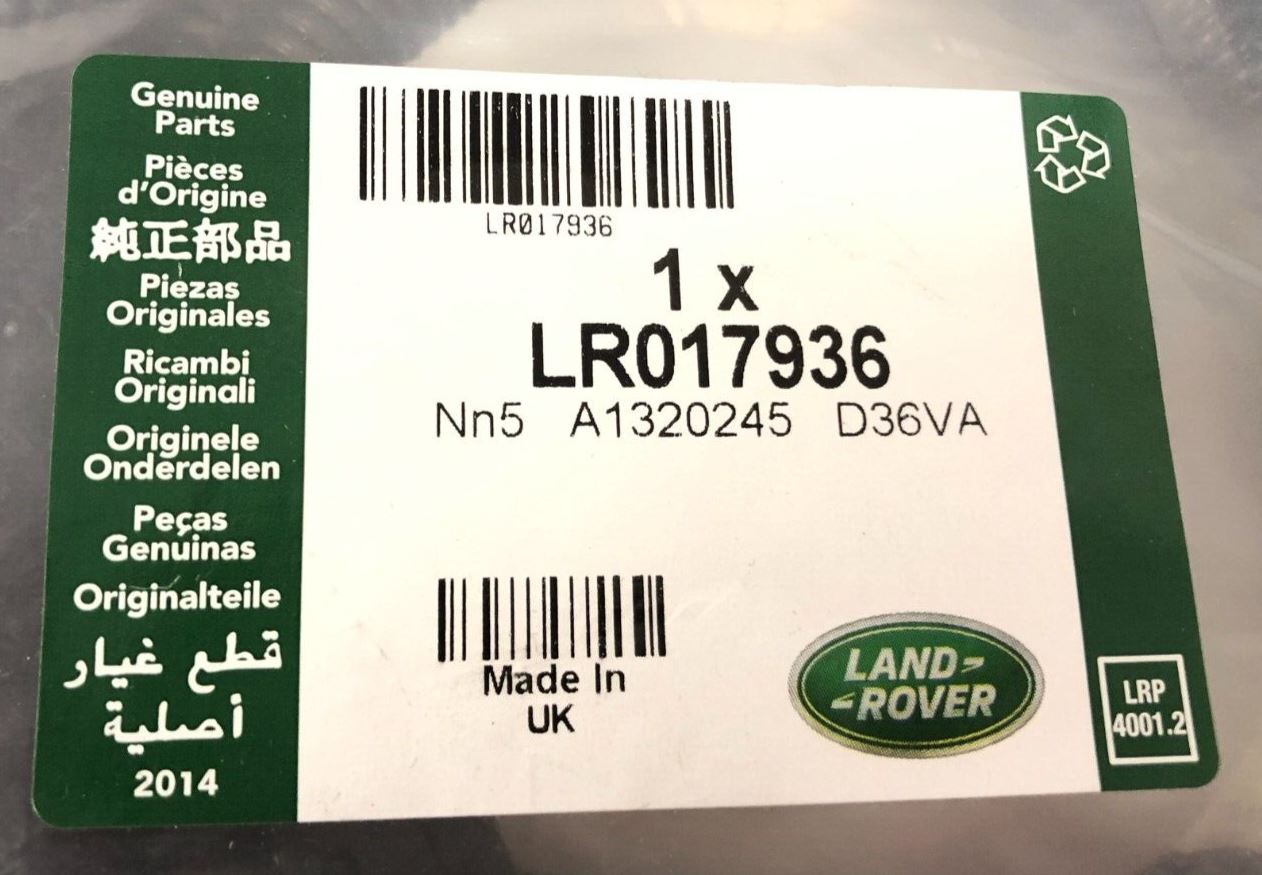 Genuine
Parts
Pièces
d'Origine
純正部品
Piezas
Originales
Ricambi
Originali
Originele
Onderdelen
Peças
Genuinas
Originalteile
قطع غيار
أصلية
2014
LR017936
1 x
LR017936
Nn5 A1320245 D36VA
Made In
UK
LAND-
-ROVER
LRP
4001.2